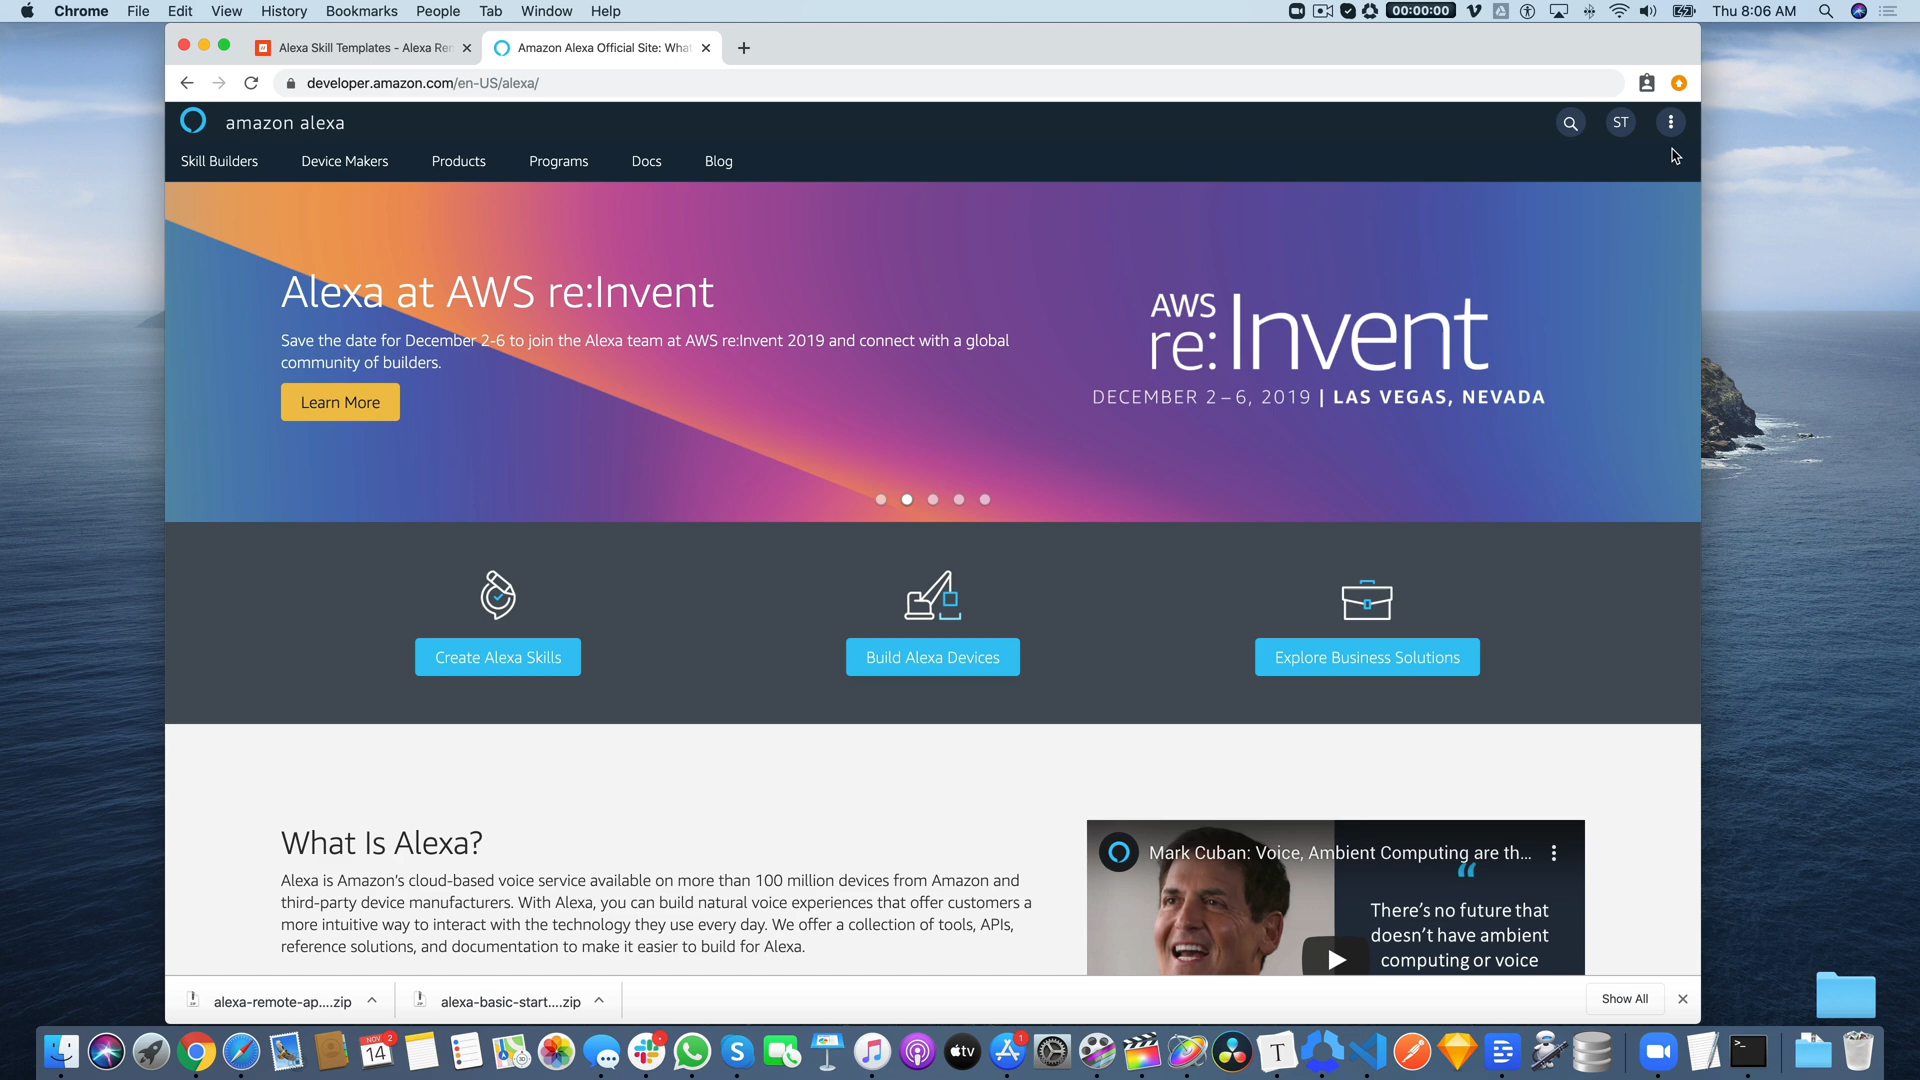 Chrome File Edit View History Bookmarks People Tab Window Help
00:00:00
Thu 8:06 AM
Alexa Skill Templates - Alexa Re
Amazon Alexa Official Site: What
developer.amazon.com/en-US/alexa/
amazon alexa
ST
Skill Builders Device Makers Products Programs Docs Blog
Alexa at AWS re:Invent
Save the date for December 2-6 to join the Alexa team at AWS re:Invent 2019 and connect with a global
community of builders.
Learn More
AWS
re:Invent
DECEMBER 2–6, 2019 | LAS VEGAS, NEVADA
Create Alexa Skills
Build Alexa Devices
Explore Business Solutions
What Is Alexa?
Alexa is Amazon's cloud-based voice service available on more than 100 million devices from Amazon and
third-party device manufacturers. With Alexa, you can build natural voice experiences that offer customers a
more intuitive way to interact with the technology they use every day. We offer a collection of tools, APIs,
reference solutions, and documentation to make it easier to build for Alexa.
Mark Cuban: Voice, Ambient Computing are th...
“
There's no future that
doesn't have ambient
computing or voice
alexa-remote-ap....zip
alexa-basic-start....zip
Show All
NOV
14
2
tv
1
T
>_